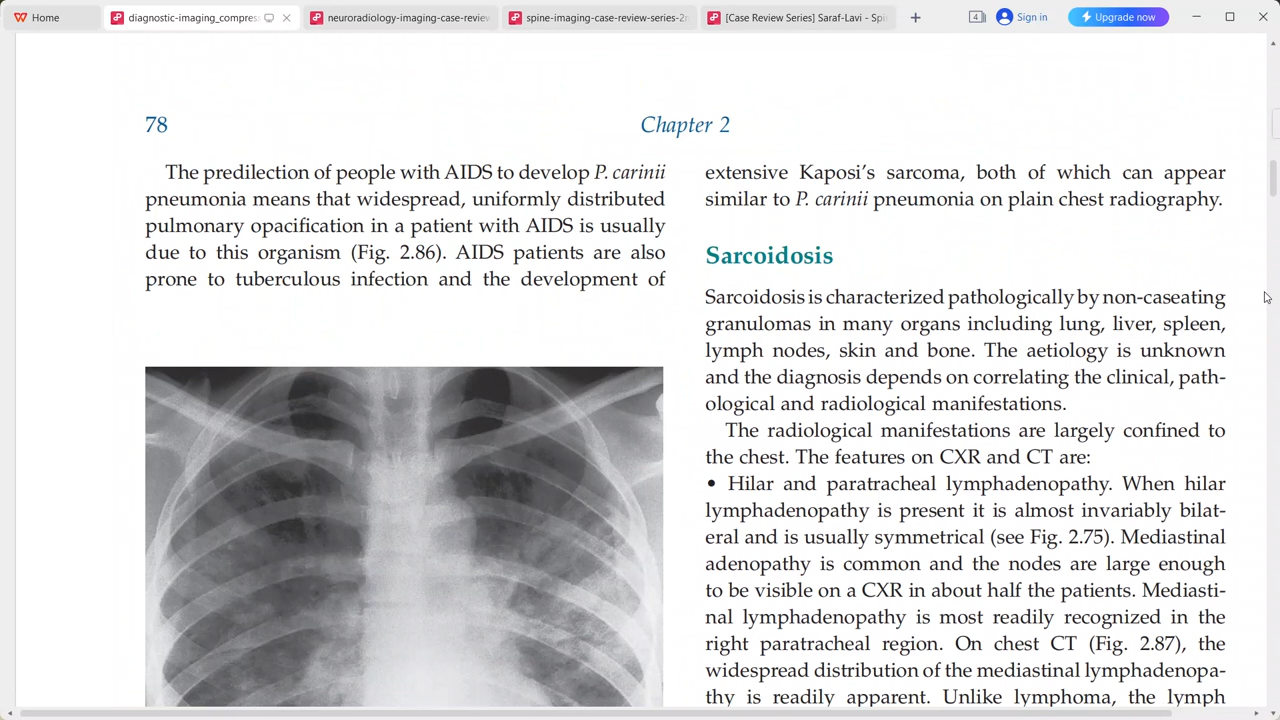 Home
diagnostic-imaging_compres
neuroradiology-imaging-case-review
spine-imaging-case-review-series-2
[Case Review Series] Saraf-Lavi - Spi
4
Sign in
Upgrade now
78
Chapter 2
The predilection of people with AIDS to develop P. carinii
pneumonia means that widespread, uniformly distributed
pulmonary opacification in a patient with AIDS is usually
due to this organism (Fig. 2.86). AIDS patients are also
prone to tuberculous infection and the development of
extensive Kaposi's sarcoma, both of which can appear
similar to P. carinii pneumonia on plain chest radiography.
Sarcoidosis
Sarcoidosis is characterized pathologically by non-caseating
granulomas in many organs including lung, liver, spleen,
lymph nodes, skin and bone. The aetiology is unknown
and the diagnosis depends on correlating the clinical, path-
ological and radiological manifestations.
The radiological manifestations are largely confined to
the chest. The features on CXR and CT are:
• Hilar and paratracheal lymphadenopathy. When hilar
lymphadenopathy is present it is almost invariably bilat-
eral and is usually symmetrical (see Fig. 2.75). Mediastinal
adenopathy is common and the nodes are large enough
to be visible on a CXR in about half the patients. Mediasti-
nal lymphadenopathy is most readily recognized in the
right paratracheal region. On chest CT (Fig. 2.87), the
widespread distribution of the mediastinal lymphadenopa-
thy is readily apparent. Unlike lymphoma, the lymph